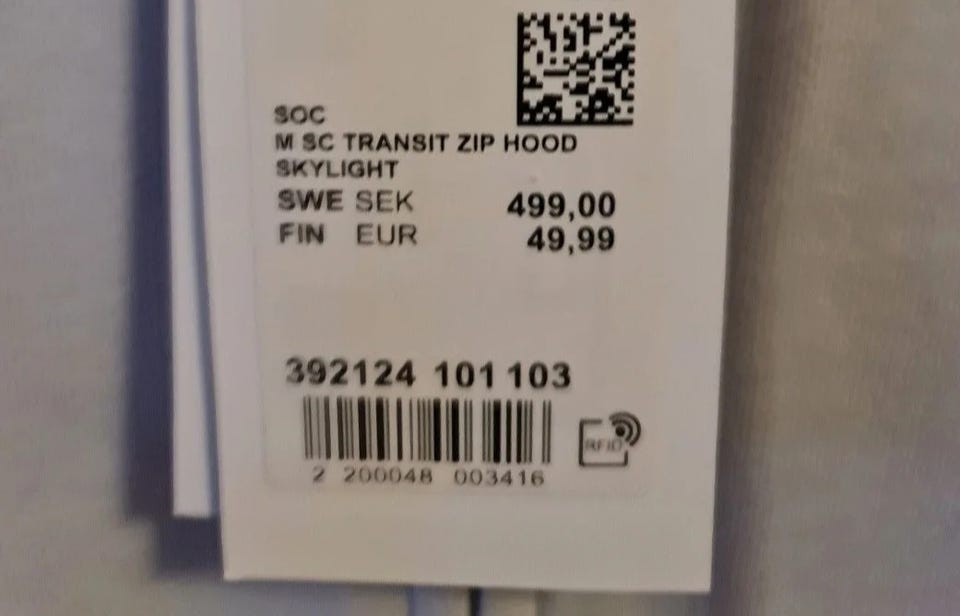 SOC
M SC TRANSIT ZIP HOOD
SKYLIGHT
SWE SEK 499,00
FIN EUR 49,99
392124 101 103
RFID
2 200048 003416